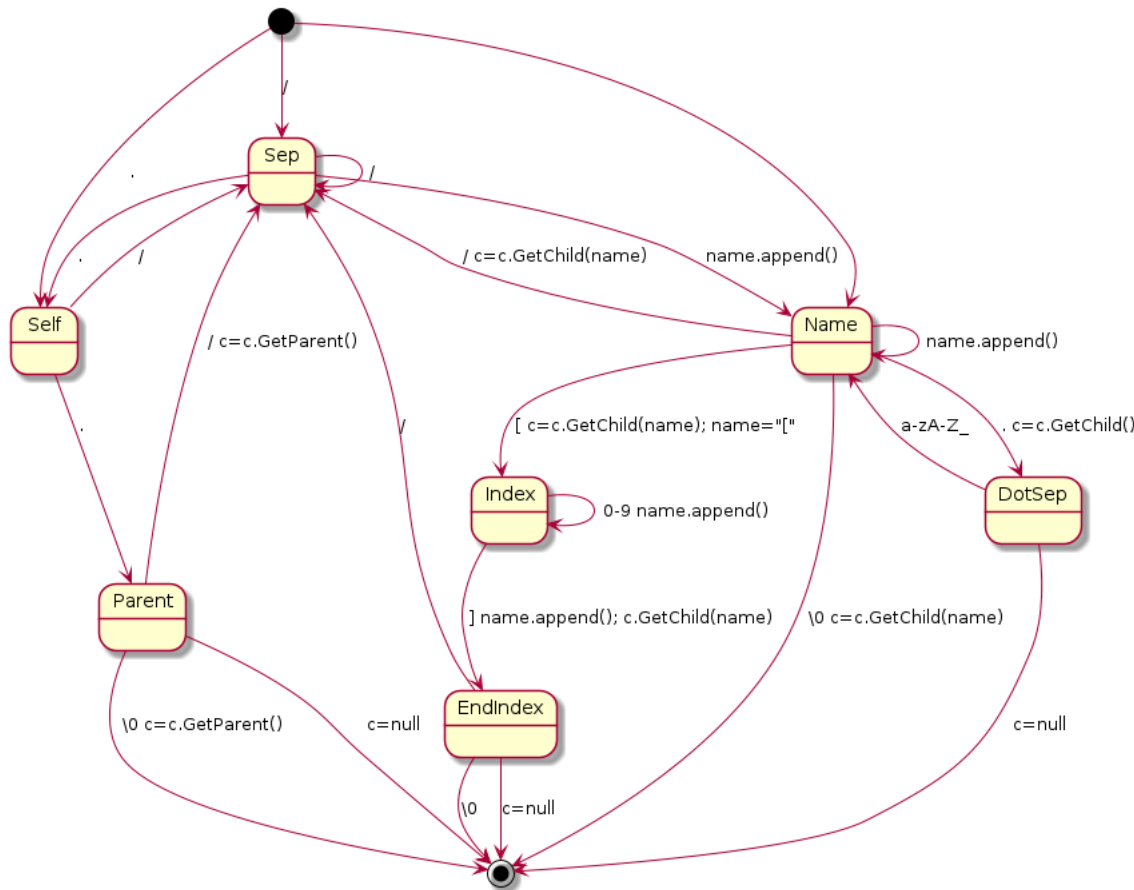 /
Sep
.
/
.
/
/ c=c.GetChild(name)
name.append()
Self
Name
/ c=c.GetParent()
name.append()
.
/
[ c=c.GetChild(name); name="["
a-zA-Z_
. c=c.GetChild()
Index
0-9 name.append()
DotSep
Parent
] name.append(); c.GetChild(name)
\0 c=c.GetChild(name)
EndIndex
\0 c=c.GetParent()
c=null
c=null
\0
c=null